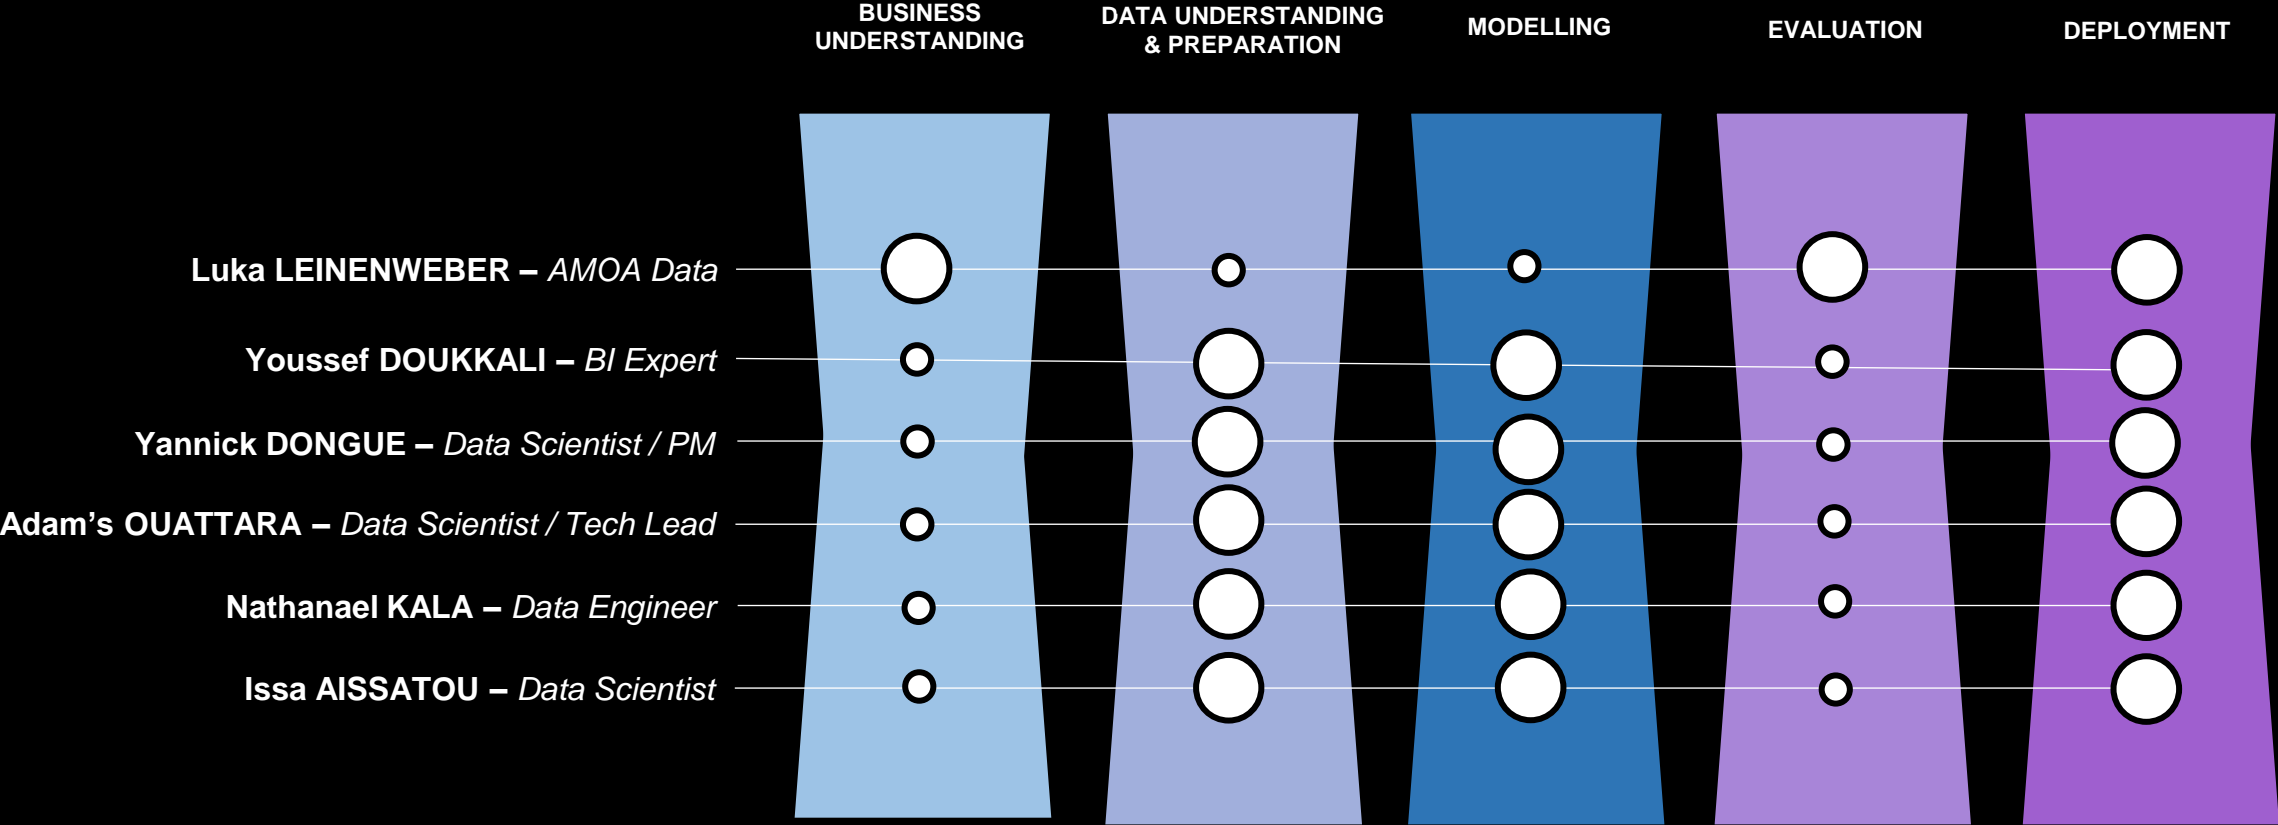 BUSINESS
UNDERSTANDING
DATA UNDERSTANDING
& PREPARATION
MODELLING
EVALUATION
DEPLOYMENT
Luka LEINENWEBER – AMOA Data
Youssef DOUKKALI – BI Expert
Yannick DONGUE – Data Scientist / PM
Adam’s OUATTARA – Data Scientist / Tech Lead
Nathanael KALA – Data Engineer
Issa AISSATOU – Data Scientist